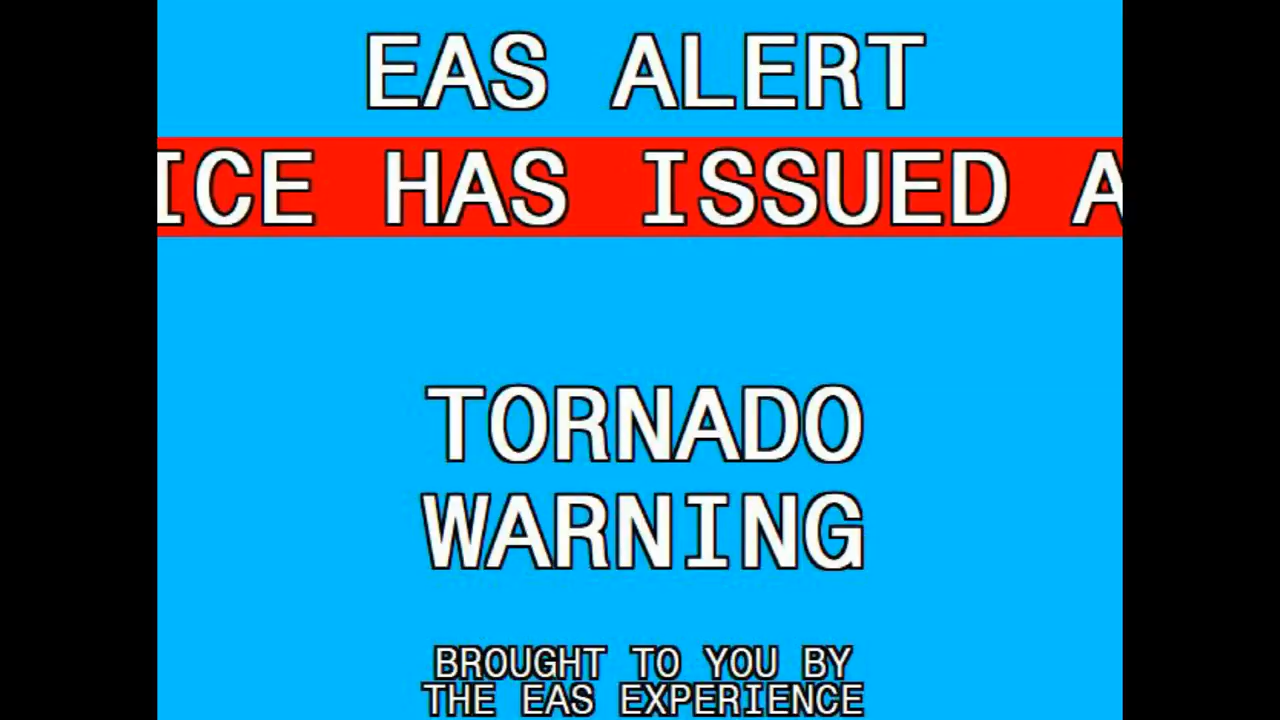 EAS ALERT
ICE HAS ISSUED A
TORNADO
WARNING
BROUGHT TO YOU BY
THE EAS EXPERIENCE